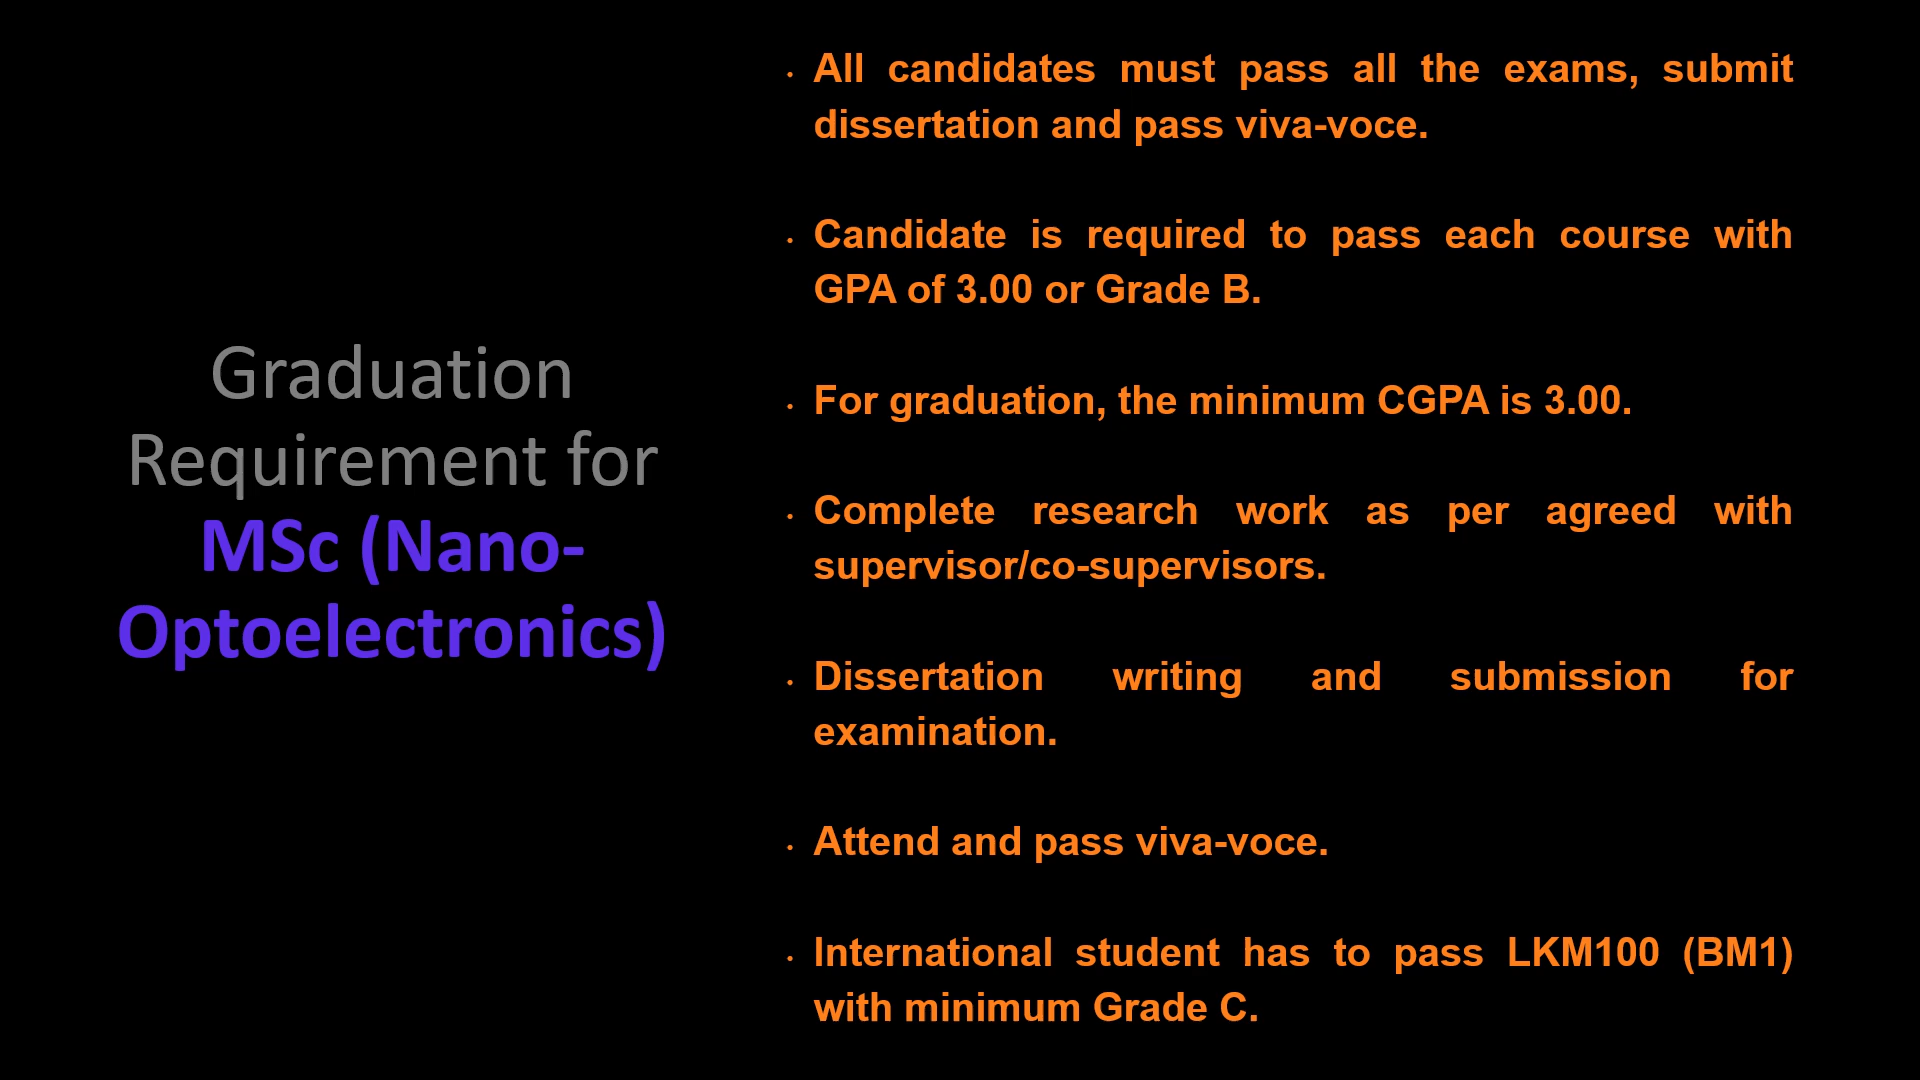 Graduation
Requirement for
MSc (Nano-
Optoelectronics)
• All candidates must pass all the exams, submit
dissertation and pass viva-voce.
• Candidate is required to pass each course with
GPA of 3.00 or Grade B.
• For graduation, the minimum CGPA is 3.00.
• Complete research work as per agreed with
supervisor/co-supervisors.
• Dissertation writing and submission for
examination.
• Attend and pass viva-voce.
• International student has to pass LKM100 (BM1)
with minimum Grade C.